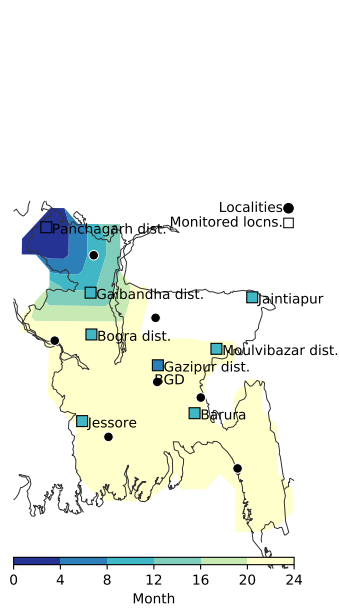 Localities
Monitored locns.
Panchagarh dist.
Gaibandha dist.
Jaintiapur
Bogra dist.
Moulvibazar dist.
Gazipur dist.
BGD
Barura
Jessore
0 4 8 12 16 20 24
Month